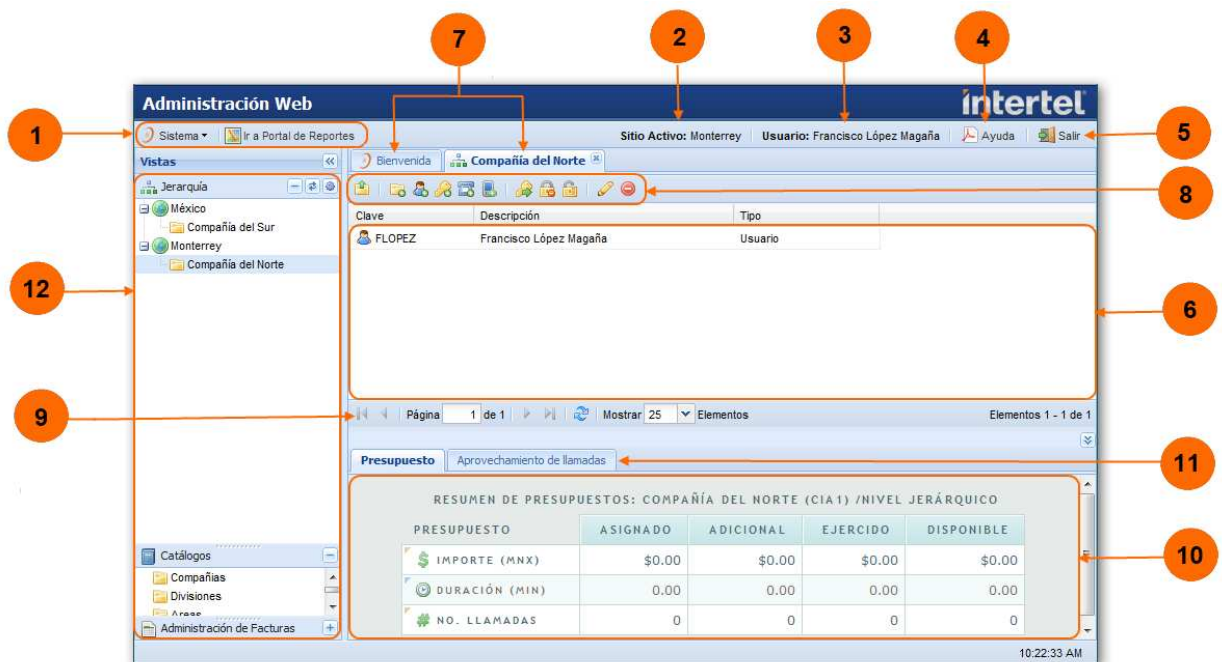 7
2
3
4
Administración Web
intertel
1
Sistema
Ir a Portal de Reportes
Sitio Activo: Monterrey
Usuario: Francisco López Magaña
Ayuda
Salir
5
Vistas
Bienvenida
Compañía del Norte
Jerarquía
8
Clave
Descripción
Tipo
México
Compañía del Sur
FLOPEZ
Francisco López Magaña
Usuario
Monterrey
Compañía del Norte
12
6
9
Página 1 de 1
Mostrar 25 Elementos
Elementos 1 - 1 de 1
Presupuesto
Aprovechamiento de llamadas
11
RESUMEN DE PRESUPUESTOS: COMPAÑÍA DEL NORTE (CIA1) /NIVEL JERÁRQUICO
PRESUPUESTO ASIGNADO ADICIONAL EJERCIDO DISPONIBLE
IMPORTE (MNX) $0.00 $0.00 $0.00 $0.00
DURACIÓN (MIN) 0.00 0.00 0.00 0.00
NO. LLAMADAS 0 0 0 0
10
Catálogos
Compañias
Divisiones
Areas
Administración de Facturas
10:22:33 AM